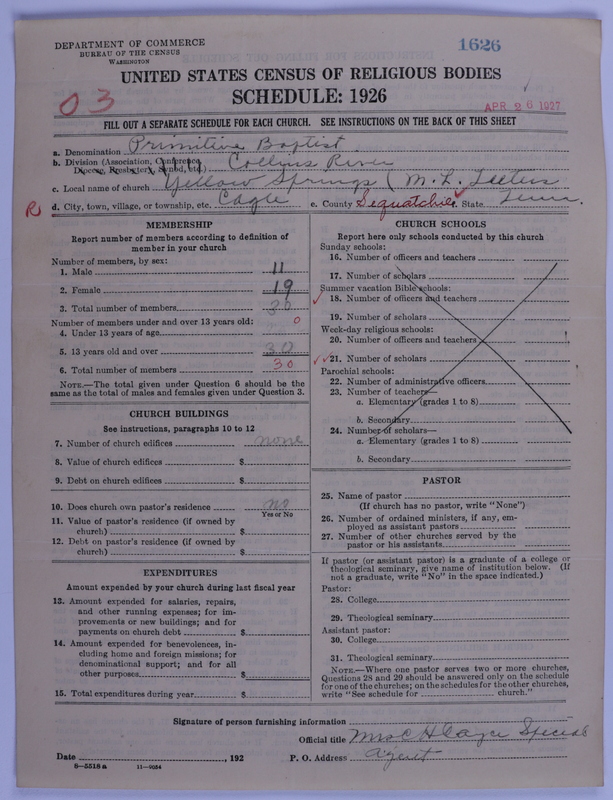 DEPARTMENT OF COMMERCE
BUREAU OF THE CENSUS
WASHINGTON
1626
UNITED STATES CENSUS OF RELIGIOUS BODIES
SCHEDULE: 1926
03
APR 26 1927
FILL OUT A SEPARATE SCHEDULE FOR EACH CHURCH. SEE INSTRUCTIONS ON THE BACK OF THIS SHEET
a. Denomination Primitive Baptist
b. Division (Association, Conference, Diocese, Presbytery, Synod, etc.) Collins River
c. Local name of church Yellow Springs (M. L.
R d. City, town, village, or township, etc. Cagle e. County Sequatchie f. State Tenn.
MEMBERSHIP
Report number of members according to definition of
member in your church
Number of members, by sex:
1. Male 11
2. Female 19
3. Total number of members 30
Number of members under and over 13 years old:
4. Under 13 years of age 0
5. 13 years old and over 30
6. Total number of members 30
NOTE.—The total given under Question 6 should be the
same as the total of males and females given under Question 3.
CHURCH BUILDINGS
See instructions, paragraphs 10 to 12
7. Number of church edifices none
8. Value of church edifices $
9. Debt on church edifices $
10. Does church own pastor's residence no
Yes or No
11. Value of pastor's residence (if owned by
church) $
12. Debt on pastor's residence (if owned by
church) $
EXPENDITURES
Amount expended by your church during last fiscal year
13. Amount expended for salaries, repairs,
and other running expenses; for im-
provements or new buildings; and for
payments on church debt $
14. Amount expended for benevolences, in-
cluding home and foreign missions; for
denominational support; and for all
other purposes $
15. Total expenditures during year $
CHURCH SCHOOLS
Report here only schools conducted by this church
Sunday schools:
16. Number of officers and teachers
17. Number of scholars
Summer vacation Bible schools:
18. Number of officers and teachers
19. Number of scholars
Week-day religious schools:
20. Number of officers and teachers
21. Number of scholars
Parochial schools:
22. Number of administrative officers
23. Number of teachers—
a. Elementary (grades 1 to 8)
b. Secondary
24. Number of scholars—
a. Elementary (grades 1 to 8)
b. Secondary
PASTOR
25. Name of pastor
(If church has no pastor, write "None")
26. Number of ordained ministers, if any, em-
ployed as assistant pastors
27. Number of other churches served by the
pastor or his assistants
If pastor (or assistant pastor) is a graduate of a college or
theological seminary, give name of institution below. (If
not a graduate, write "No" in the space indicated.)
Pastor:
28. College
29. Theological seminary
Assistant pastor:
30. College
31. Theological seminary
NOTE.—Where one pastor serves two or more churches,
Questions 28 and 29 should be answered only on the schedule
for one of the churches; on the schedules for the other churches,
write "See schedule for church."
Signature of person furnishing information
Official title Mrs C H Cayce Special
Date , 192 P. O. Address agent
8—5518 a 11—9054